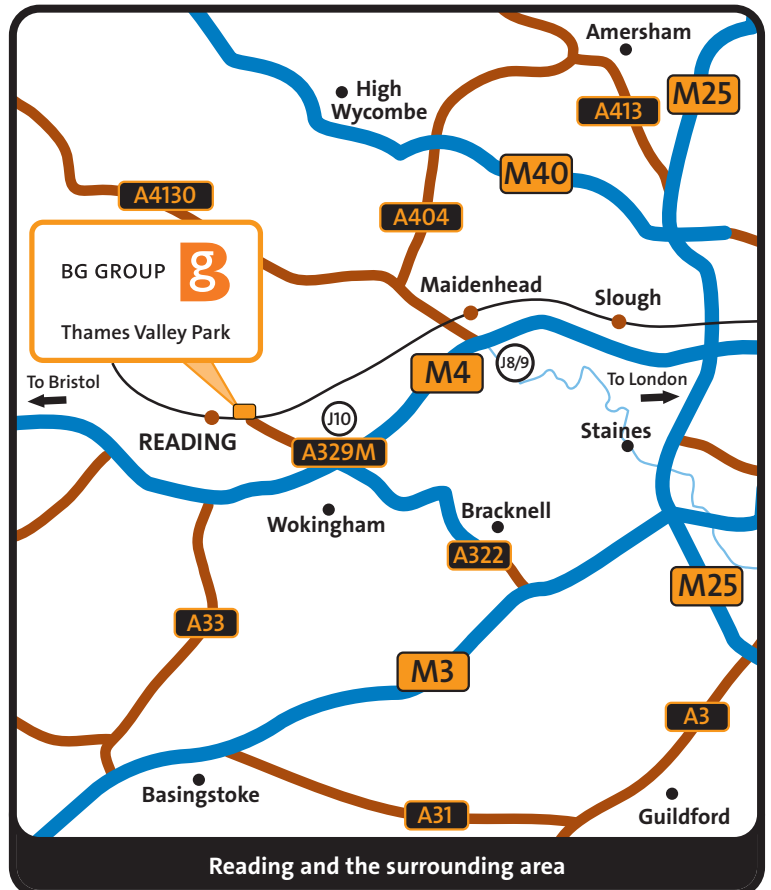 Amersham
High
Wycombe
M25
A413
M40
A4130
A404
BG GROUP
g
Thames Valley Park
Maidenhead
Slough
J8/9
M4
To Bristol
To London
J10
READING
A329M
Staines
Wokingham
Bracknell
A322
M25
A33
M3
A3
Basingstoke
A31
Guildford
Reading and the surrounding area